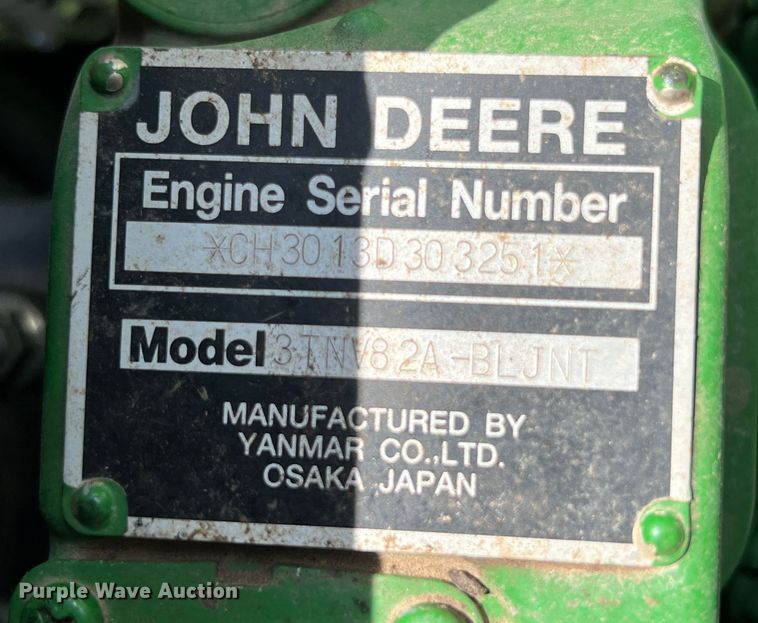 JOHN DEERE
Engine Serial Number
*CH3013D303251*
Model 3TNV82A-BLJNT
MANUFACTURED BY
YANMAR CO.,LTD.
OSAKA JAPAN
Purple Wave Auction